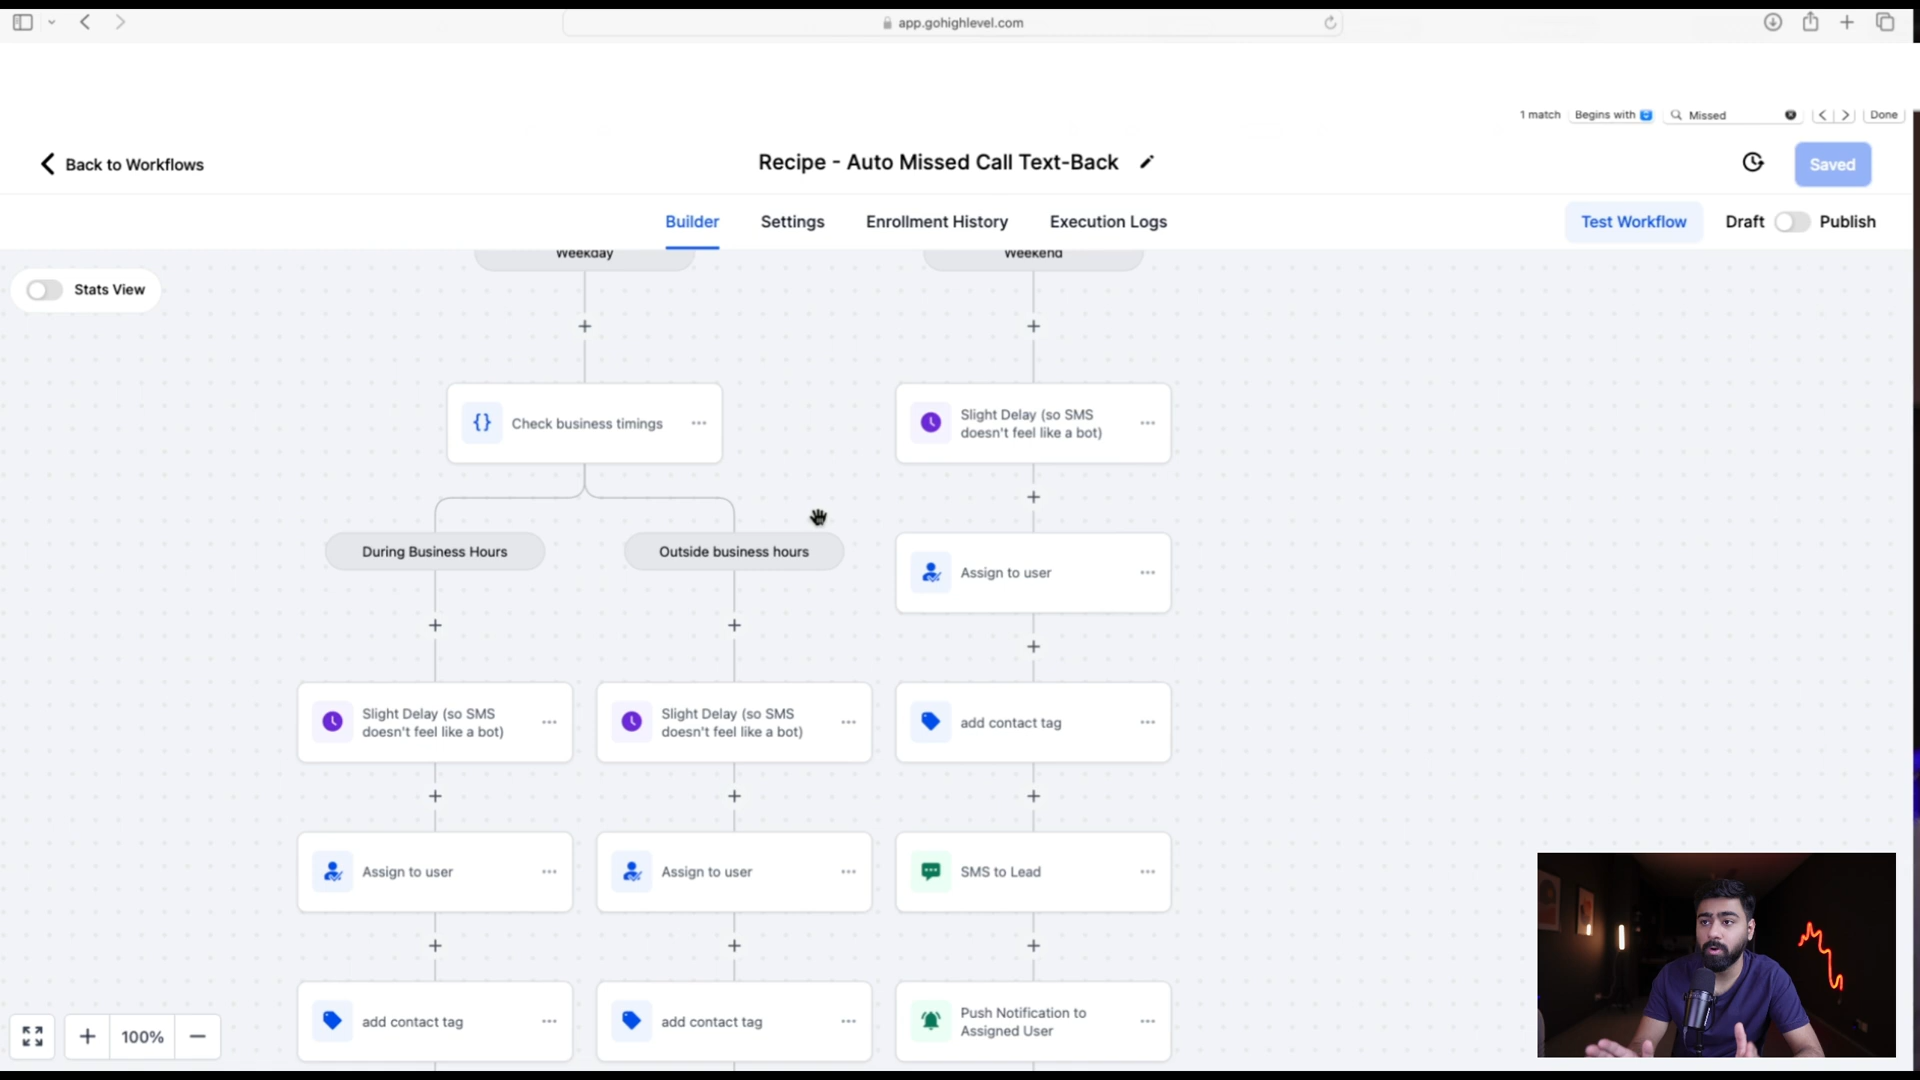 app.gohighlevel.com
1 match
Begins with
Missed
Done
Back to Workflows
Recipe - Auto Missed Call Text-Back
Saved
Builder
Settings
Enrollment History
Execution Logs
Test Workflow
Draft
Publish
Stats View
Weekday
Weekend
Check business timings
Slight Delay (so SMS
doesn't feel like a bot)
During Business Hours
Outside business hours
Assign to user
Slight Delay (so SMS
doesn't feel like a bot)
Slight Delay (so SMS
doesn't feel like a bot)
add contact tag
Assign to user
Assign to user
SMS to Lead
add contact tag
add contact tag
Push Notification to
Assigned User
100%